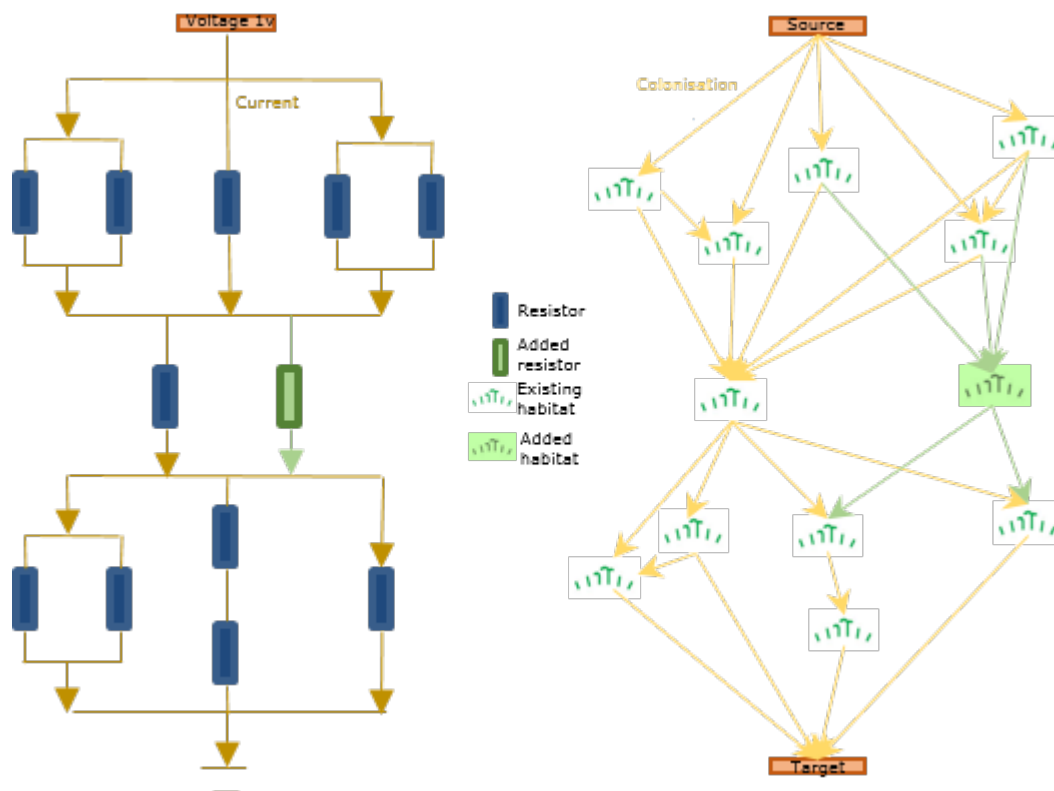 Voltage 1v
Source
Current
Colonisation
Resistor
Added
resistor
Existing
habitat
Added
habitat
Target